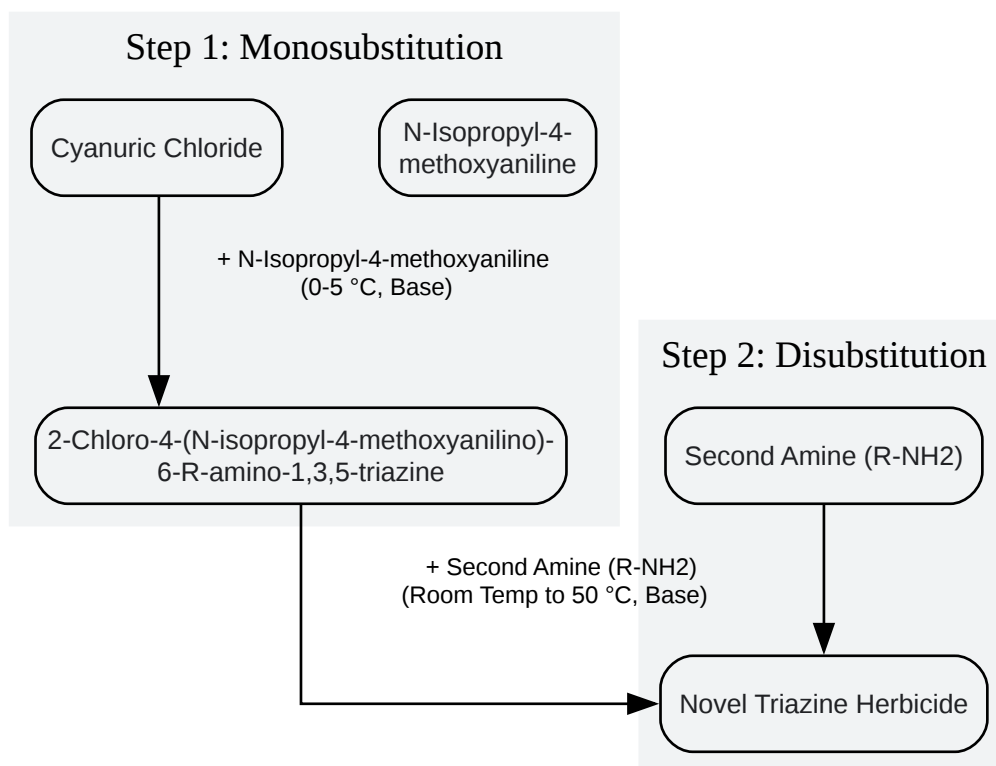 Step 1: Monosubstitution
Cyanuric Chloride
N-Isopropyl-4-
methoxyaniline
+ N-Isopropyl-4-methoxyaniline
(0-5 °C, Base)
2-Chloro-4-(N-isopropyl-4-methoxyanilino)-
6-R-amino-1,3,5-triazine
Step 2: Disubstitution
Second Amine (R-NH2)
+ Second Amine (R-NH2)
(Room Temp to 50 °C, Base)
Novel Triazine Herbicide